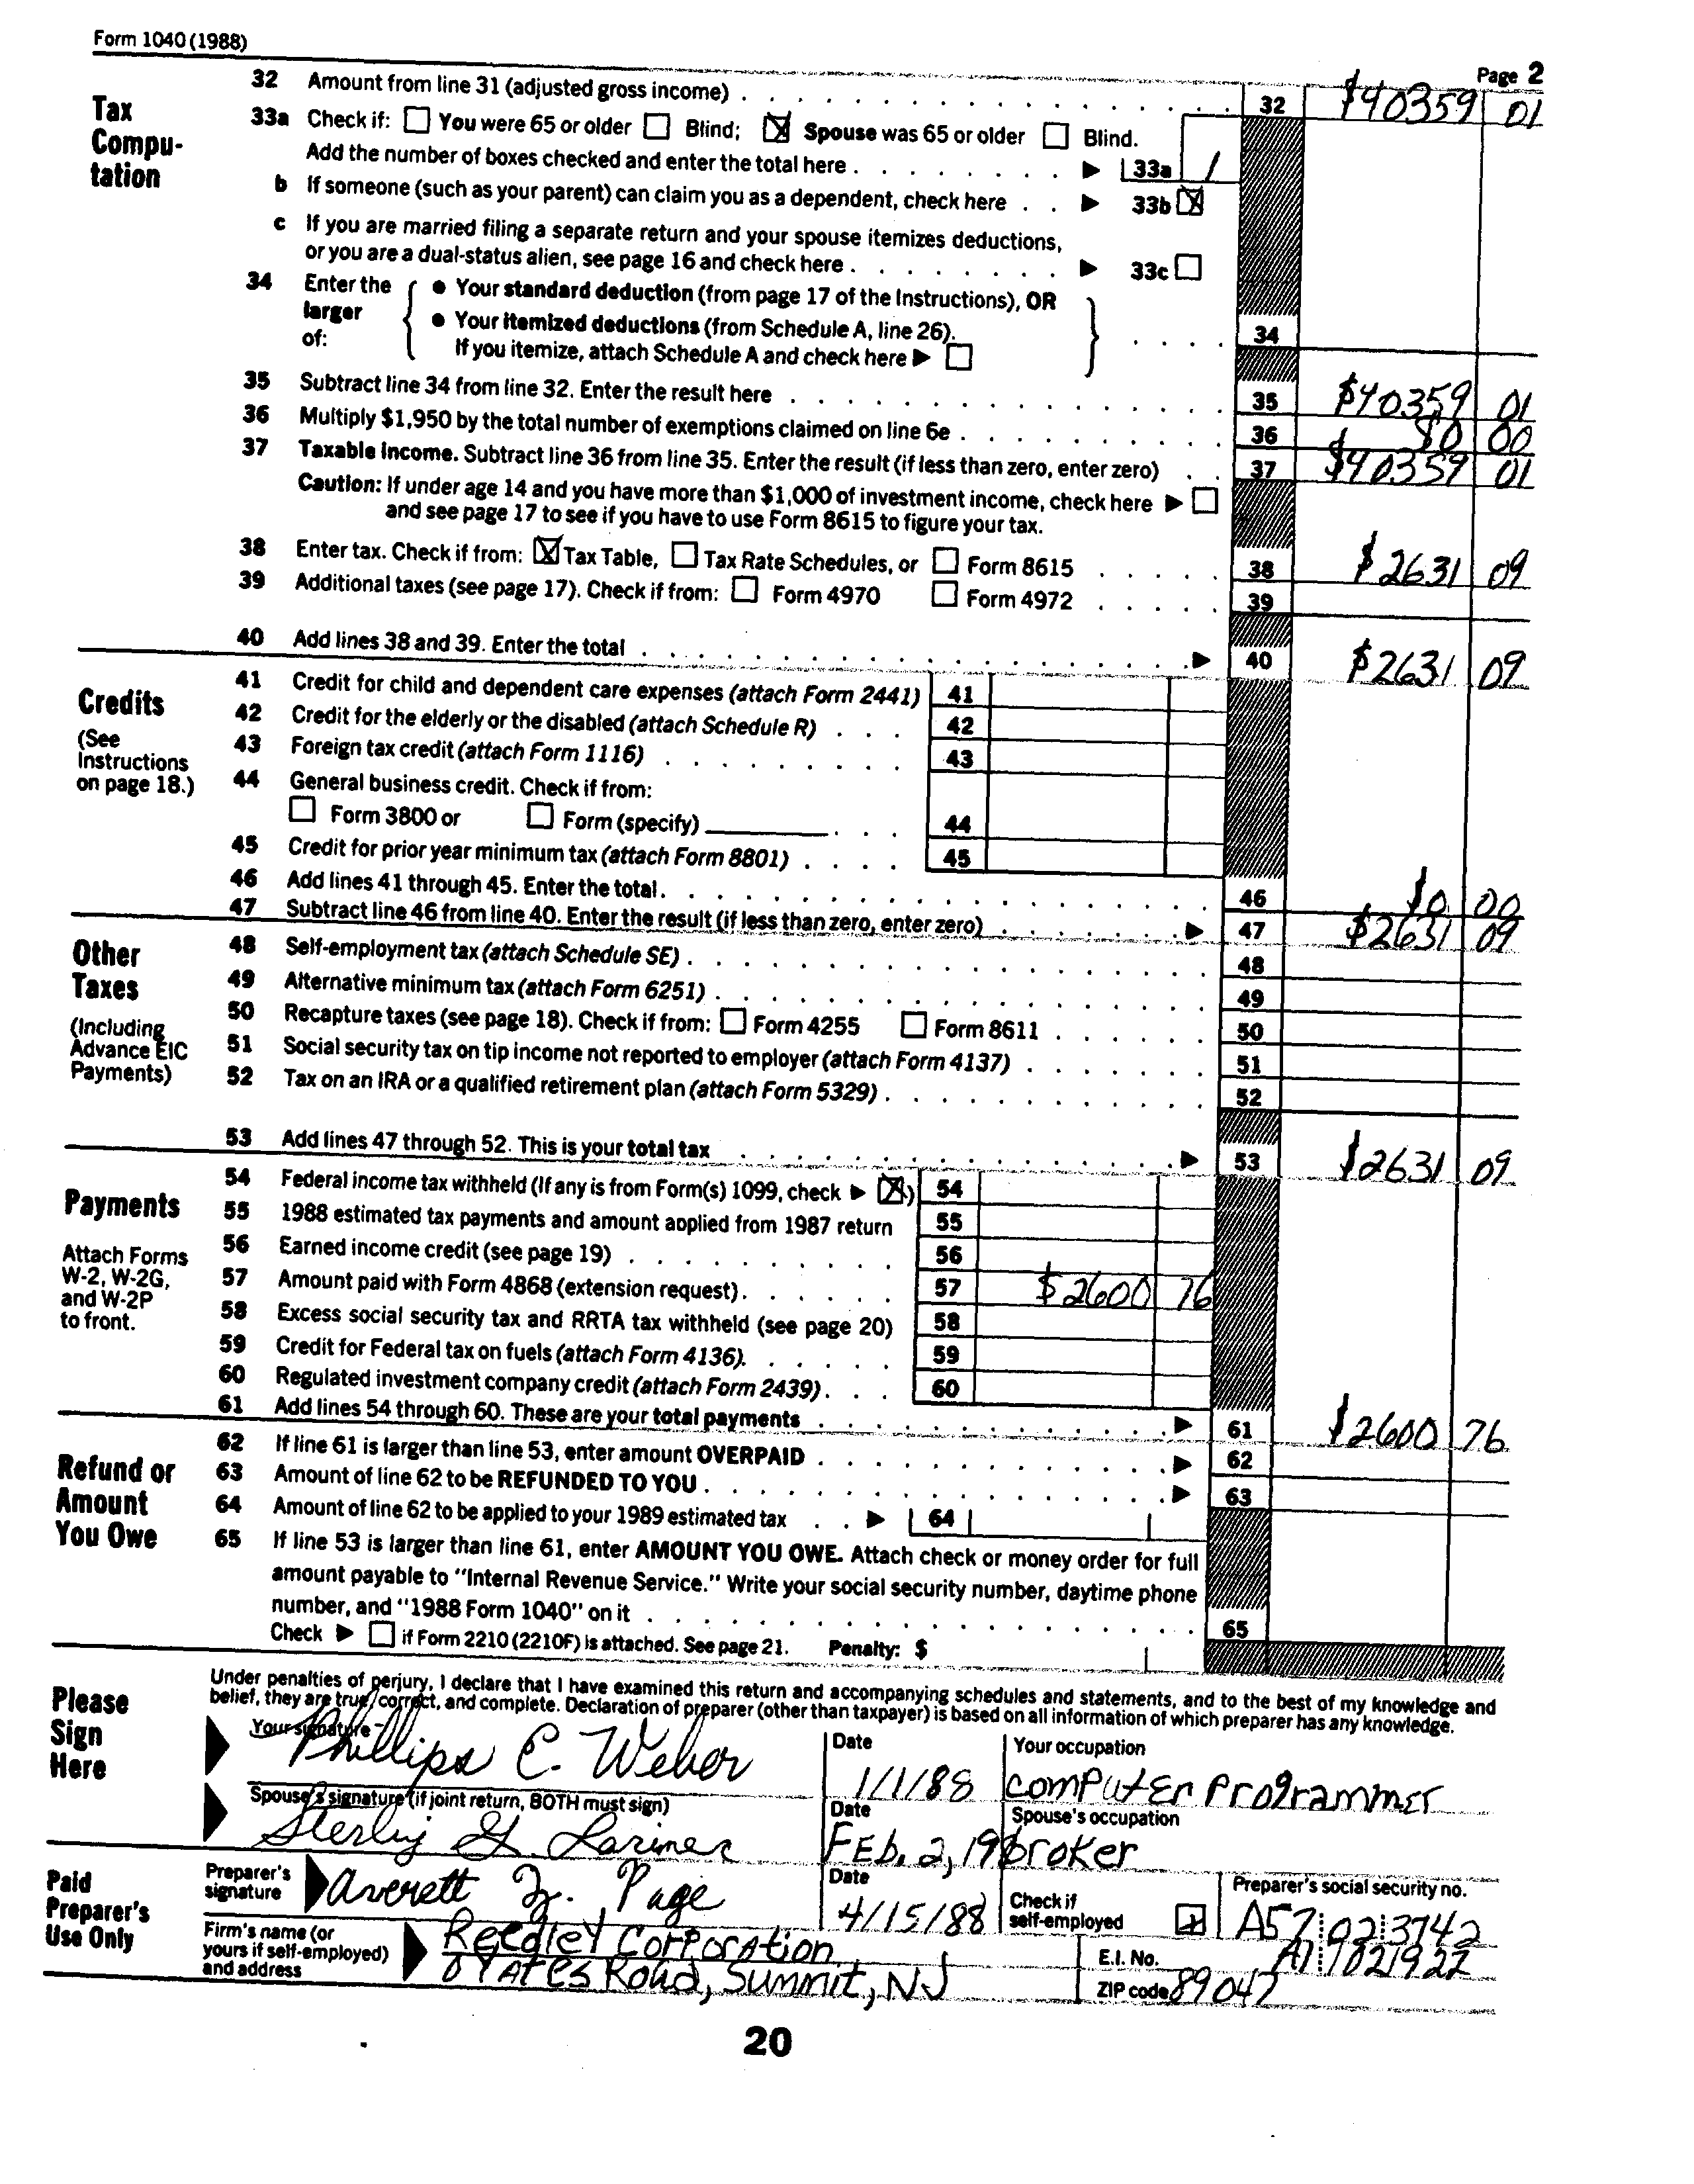 Form 1040 (1988)
Page 2
Tax Compu-tation
32 Amount from line 31 (adjusted gross income) . . . . 32 $40359 01
33a Check if: You were 65 or older Blind; Spouse was 65 or older Blind.
Add the number of boxes checked and enter the total here . . . . 33a 1
b If someone (such as your parent) can claim you as a dependent, check here . . 33b
c If you are married filing a separate return and your spouse itemizes deductions,
or you are a dual-status alien, see page 16 and check here . . . . 33c
34 Enter the larger of:
• Your standard deduction (from page 17 of the Instructions), OR
• Your itemized deductions (from Schedule A, line 26).
If you itemize, attach Schedule A and check here
. . . . 34
35 Subtract line 34 from line 32. Enter the result here . . . . 35 $40359 01
36 Multiply $1,950 by the total number of exemptions claimed on line 6e . . . . 36 $0 00
37 Taxable income. Subtract line 36 from line 35. Enter the result (if less than zero, enter zero) . . 37 $40359 01
Caution: If under age 14 and you have more than $1,000 of investment income, check here
and see page 17 to see if you have to use Form 8615 to figure your tax.
38 Enter tax. Check if from: Tax Table, Tax Rate Schedules, or Form 8615 . . . . 38 $2631 09
39 Additional taxes (see page 17). Check if from: Form 4970 Form 4972 . . . . 39
40 Add lines 38 and 39. Enter the total . . . . 40 $2631 09
Credits
(See Instructions on page 18.)
41 Credit for child and dependent care expenses (attach Form 2441) 41
42 Credit for the elderly or the disabled (attach Schedule R) . . . 42
43 Foreign tax credit (attach Form 1116) . . . . 43
44 General business credit. Check if from:
Form 3800 or Form (specify) . . . 44
45 Credit for prior year minimum tax (attach Form 8801) . . . . 45
46 Add lines 41 through 45. Enter the total . . . . 46 $0 00
47 Subtract line 46 from line 40. Enter the result (if less than zero, enter zero) . . . . 47 $2631 09
Other Taxes
(Including Advance EIC Payments)
48 Self-employment tax (attach Schedule SE) . . . . 48
49 Alternative minimum tax (attach Form 6251) . . . . 49
50 Recapture taxes (see page 18). Check if from: Form 4255 Form 8611 . . . . 50
51 Social security tax on tip income not reported to employer (attach Form 4137) . . . . 51
52 Tax on an IRA or a qualified retirement plan (attach Form 5329) . . . . 52
53 Add lines 47 through 52. This is your total tax . . . . 53 $2631 09
Payments
Attach Forms W-2, W-2G, and W-2P to front.
54 Federal income tax withheld (If any is from Form(s) 1099, check ) 54
55 1988 estimated tax payments and amount applied from 1987 return 55
56 Earned income credit (see page 19) . . . . 56
57 Amount paid with Form 4868 (extension request) . . . . 57 $2600 76
58 Excess social security tax and RRTA tax withheld (see page 20) 58
59 Credit for Federal tax on fuels (attach Form 4136). . . . . 59
60 Regulated investment company credit (attach Form 2439) . . . 60
61 Add lines 54 through 60. These are your total payments . . . . 61 $2600 76
Refund or Amount You Owe
62 If line 61 is larger than line 53, enter amount OVERPAID . . . . 62
63 Amount of line 62 to be REFUNDED TO YOU . . . . 63
64 Amount of line 62 to be applied to your 1989 estimated tax . . 64
65 If line 53 is larger than line 61, enter AMOUNT YOU OWE. Attach check or money order for full
amount payable to "Internal Revenue Service." Write your social security number, daytime phone
number, and "1988 Form 1040" on it . . . . 65
Check if Form 2210 (2210F) is attached. See page 21. Penalty: $
Please Sign Here
Under penalties of perjury, I declare that I have examined this return and accompanying schedules and statements, and to the best of my knowledge and
belief, they are true, correct, and complete. Declaration of preparer (other than taxpayer) is based on all information of which preparer has any knowledge.
Your signature Date Your occupation
Phillips C. Weber 1/1/88 computer programmer
Spouse's signature (if joint return, BOTH must sign) Date Spouse's occupation
Sterling G. Lariner FEb. 2, 198 broker
Paid Preparer's Use Only
Preparer's signature Averett Z. Page Date 4/15/88 Check if self-employed Preparer's social security no. A57 02 3742
Firm's name (or yours if self-employed) and address Reedley Corporation E.I. No. A1 1021922
0 Yates Road, Summit, NJ ZIP code 89047
20